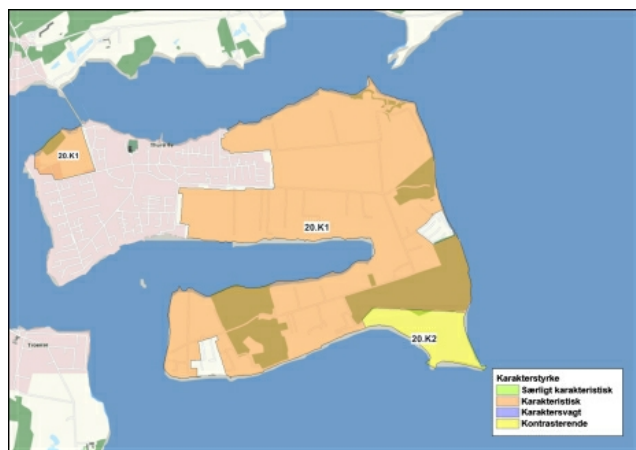 20.K1
20.K1
20.K2
Karakterstyrke
Særligt karakteristisk
Karakteristisk
Karaktersvagt
Kontrasterende